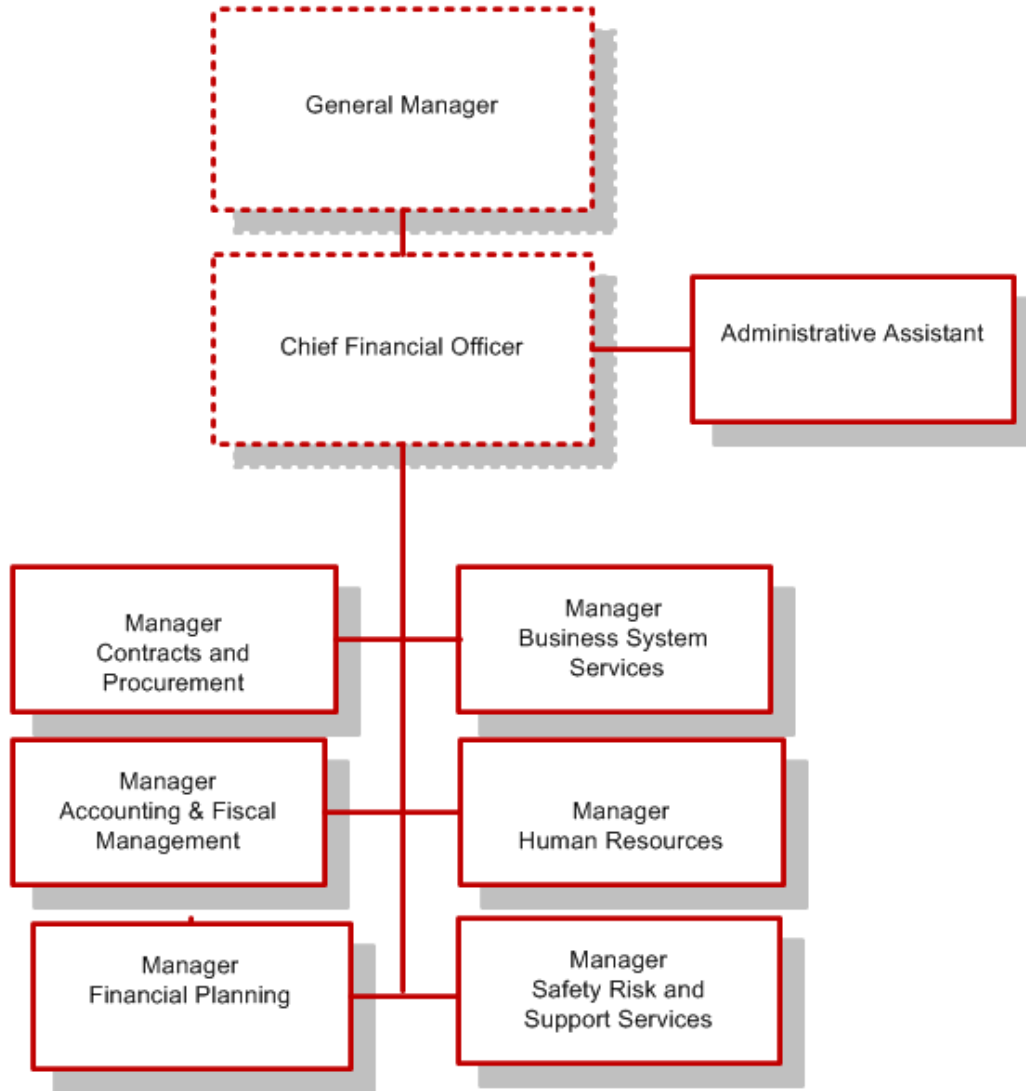 General Manager
Chief Financial Officer
Administrative Assistant
Manager
Contracts and
Procurement
Manager
Business System
Services
Manager
Accounting & Fiscal
Management
Manager
Human Resources
Manager
Financial Planning
Manager
Safety Risk and
Support Services